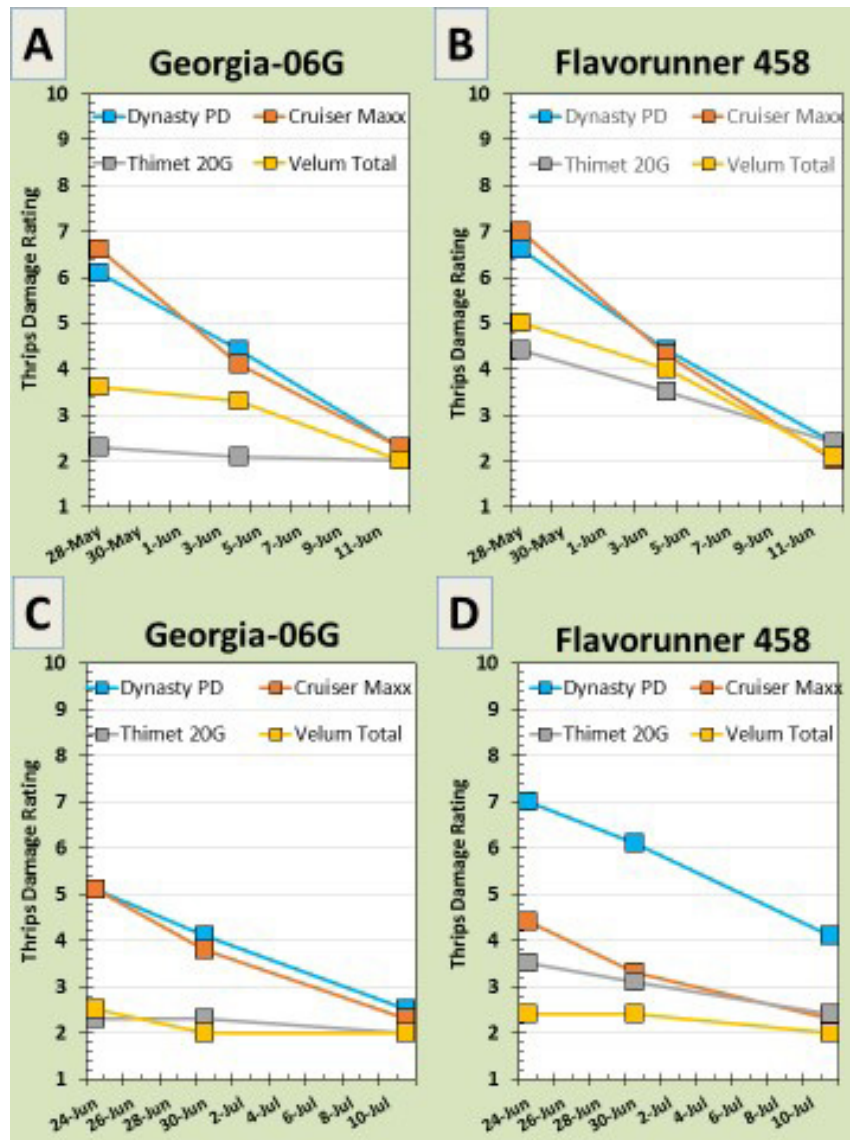 A
Georgia-06G
Thrips Damage Rating
10
9
8
7
6
5
4
3
2
1
Dynasty PD Cruiser Maxx
Thimet 20G Velum Total
28-May 30-May 1-Jun 3-Jun 5-Jun 7-Jun 9-Jun 11-Jun
B
Flavorunner 458
Thrips Damage Rating
10
9
8
7
6
5
4
3
2
1
Dynasty PD Cruiser Maxx
Thimet 20G Velum Total
28-May 30-May 1-Jun 3-Jun 5-Jun 7-Jun 9-Jun 11-Jun
C
Georgia-06G
Thrips Damage Rating
10
9
8
7
6
5
4
3
2
1
Dynasty PD Cruiser Maxx
Thimet 20G Velum Total
24-Jun 26-Jun 28-Jun 30-Jun 2-Jul 4-Jul 6-Jul 8-Jul 10-Jul
D
Flavorunner 458
Thrips Damage Rating
10
9
8
7
6
5
4
3
2
1
Dynasty PD Cruiser Maxx
Thimet 20G Velum Total
24-Jun 26-Jun 28-Jun 30-Jun 2-Jul 4-Jul 6-Jul 8-Jul 10-Jul